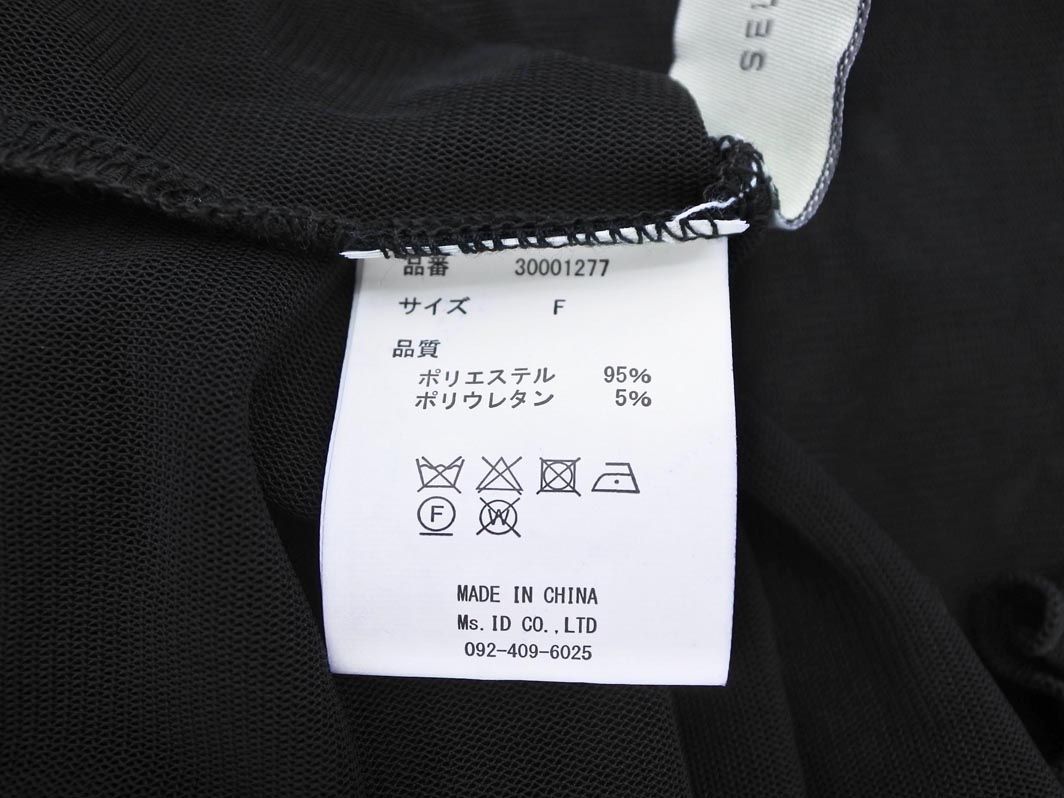 SEL
品番 30001277
サイズ F
品質
ポリエステル 95%
ポリウレタン 5%
F
W
MADE IN CHINA
Ms. ID CO.,LTD
092-409-6025